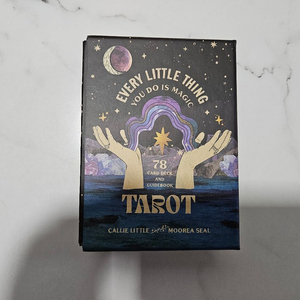 EVERY LITTLE THING
YOU DO IS MAGIC
78
CARD DECK
AND
GUIDEBOOK
TAROT
CALLIE LITTLE and MOOREA SEAL